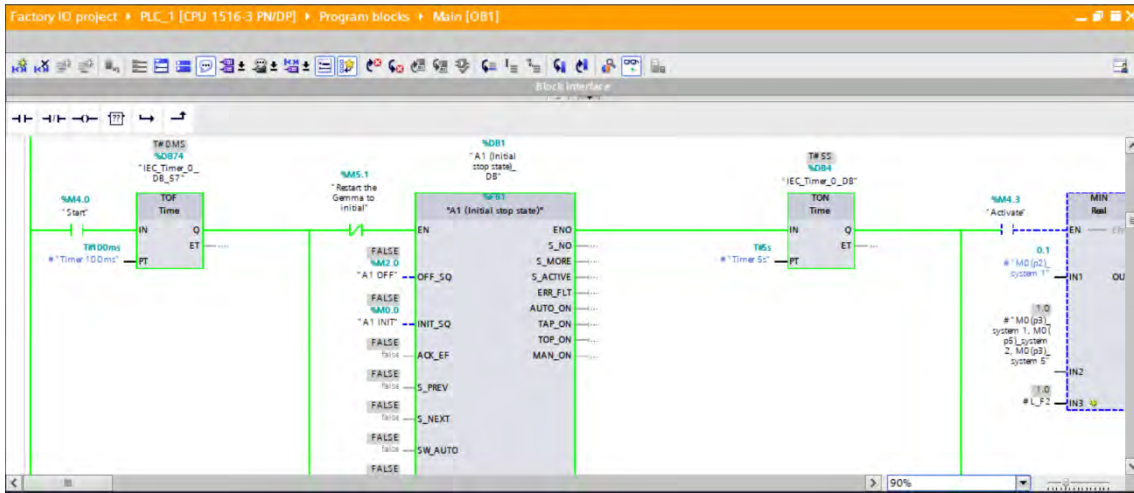 Factory IO project ▸ PLC_1 [CPU 1516-3 PN/DP] ▸ Program blocks ▸ Main [OB1]
Block interface
??
T#0MS
%DB74
"IEC_Timer_0_
DB_57"
%M4.0
"Start"
TOF
Time
IN
Q
ET
T#100ms
#"Timer 100ms"
PT
%M5.1
"Restart the
Gemma to
initial"
%DB1
"A1 (Initial
stop state)_
DB"
%FB1
"A1 (Initial stop state)"
EN
ENO
S_NO
S_MORE
S_ACTIVE
ERR_FLT
AUTO_ON
TAP_ON
TOP_ON
MAN_ON
FALSE
%M2.0
"A1 OFF"
OFF_SQ
FALSE
%M0.0
"A1 INIT"
INIT_SQ
FALSE
false
ACK_EF
FALSE
false
S_PREV
FALSE
false
S_NEXT
FALSE
false
SW_AUTO
FALSE
T#5S
%DB4
"IEC_Timer_0_DB"
TON
Time
IN
Q
ET
T#5s
#"Timer 5s"
PT
%M4.3
"Activate"
MIN
Real
EN
0.1
#"M0(p2)_
system 1"
IN1
OU
1.0
#"M0(p3)_
system 1, M0(
p5)_system
2, M0(p3)_
system 5"
IN2
1.0
#L_F2
IN3
90%